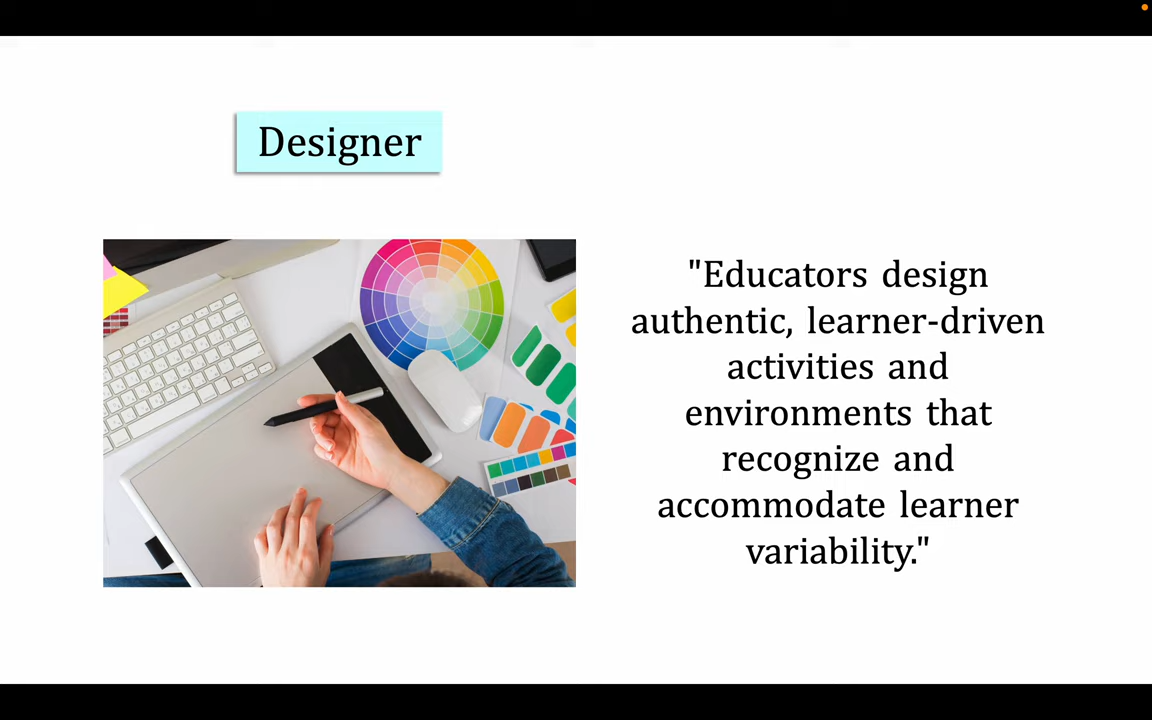 Designer
"Educators design
authentic, learner-driven
activities and
environments that
recognize and
accommodate learner
variability."